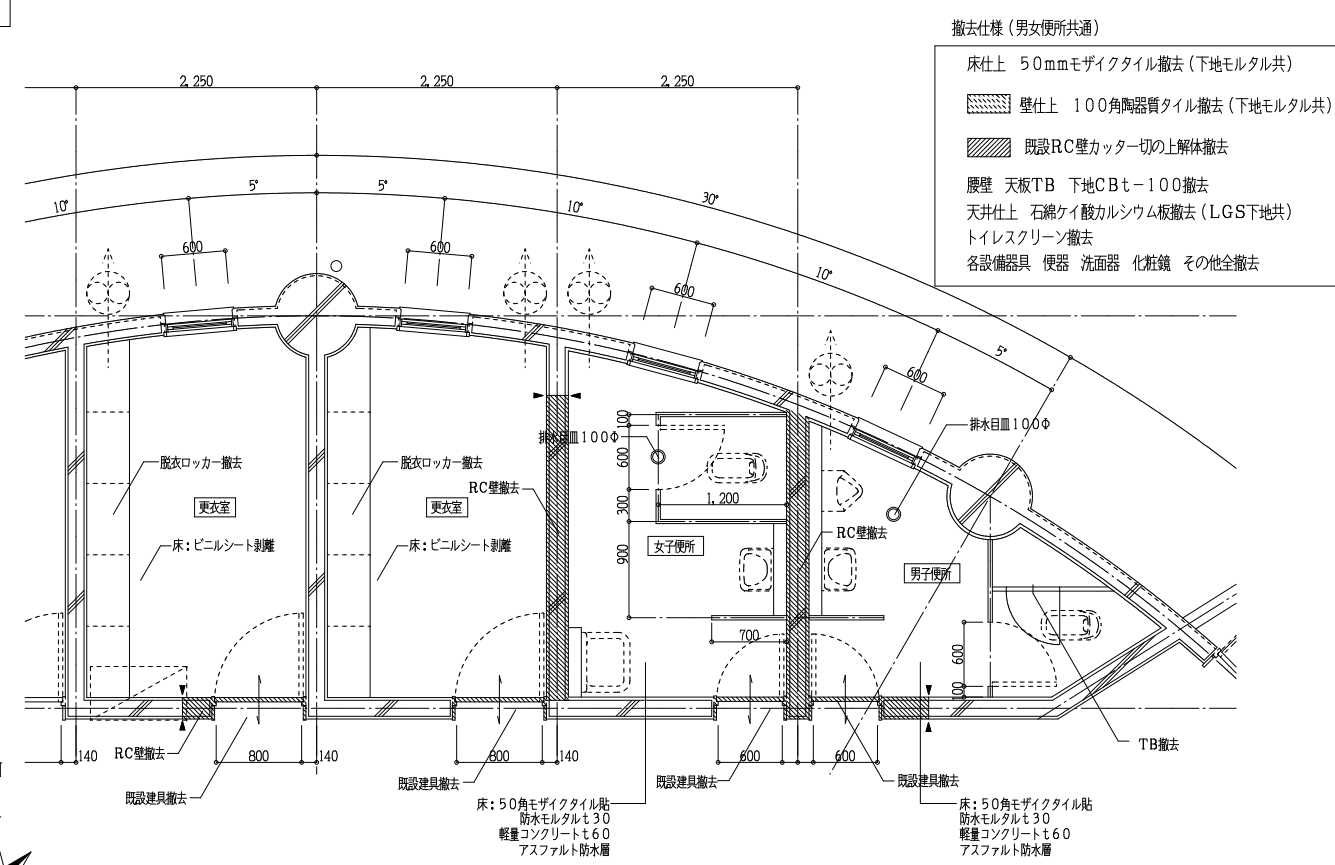 撤去仕様(男女便所共通)
床仕上 50mmモザイクタイル撤去(下地モルタル共)
壁仕上 100角陶器質タイル撤去(下地モルタル共)
既設RC壁カッター切の上解体撤去
腰壁 天板TB 下地CBt-100撤去
天井仕上 石綿ケイ酸カルシウム板撤去(LGS下地共)
トイレスクリーン撤去
各設備器具 便器 洗面器 化粧鏡 その他全撤去
2,250
2,250
2,250
10°
5°
5°
10°
30°
10°
5°
600
600
600
600
排水目皿100Φ
排水目皿100Φ
100
600
300
900
1,200
700
脱衣ロッカー撤去
脱衣ロッカー撤去
RC壁撤去
更衣室
更衣室
床:ビニルシート剥離
床:ビニルシート剥離
女子便所
RC壁撤去
男子便所
600
100
TB撤去
140
RC壁撤去
800
140
800
140
600
600
既設建具撤去
既設建具撤去
既設建具撤去
既設建具撤去
床:50角モザイクタイル貼
防水モルタルt30
軽量コンクリートt60
アスファルト防水層
床:50角モザイクタイル貼
防水モルタルt30
軽量コンクリートt60
アスファルト防水層